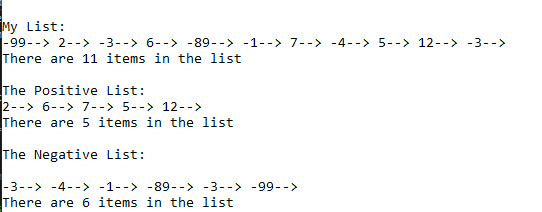 My List:
-99--> 2--> -3--> 6--> -89--> -1--> 7--> -4--> 5--> 12--> -3-->
There are 11 items in the list
The Positive List:
2--> 6--> 7--> 5--> 12-->
There are 5 items in the list
The Negative List:
-3--> -4--> -1--> -89--> -3--> -99-->
There are 6 items in the list